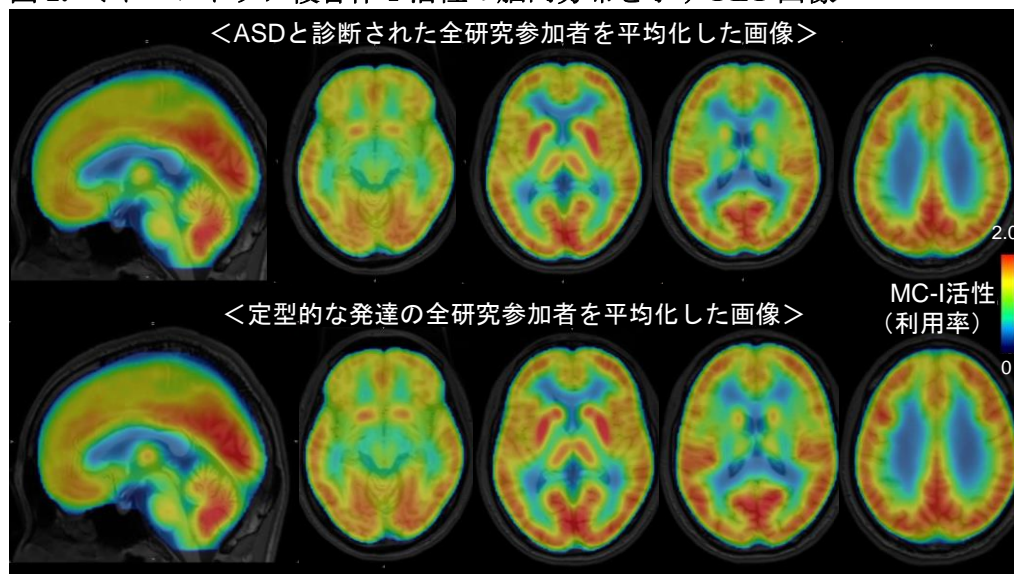 ＜ASDと診断された全研究参加者を平均化した画像＞
2.0
MC-I活性
（利用率）
0
＜定型的な発達の全研究参加者を平均化した画像＞